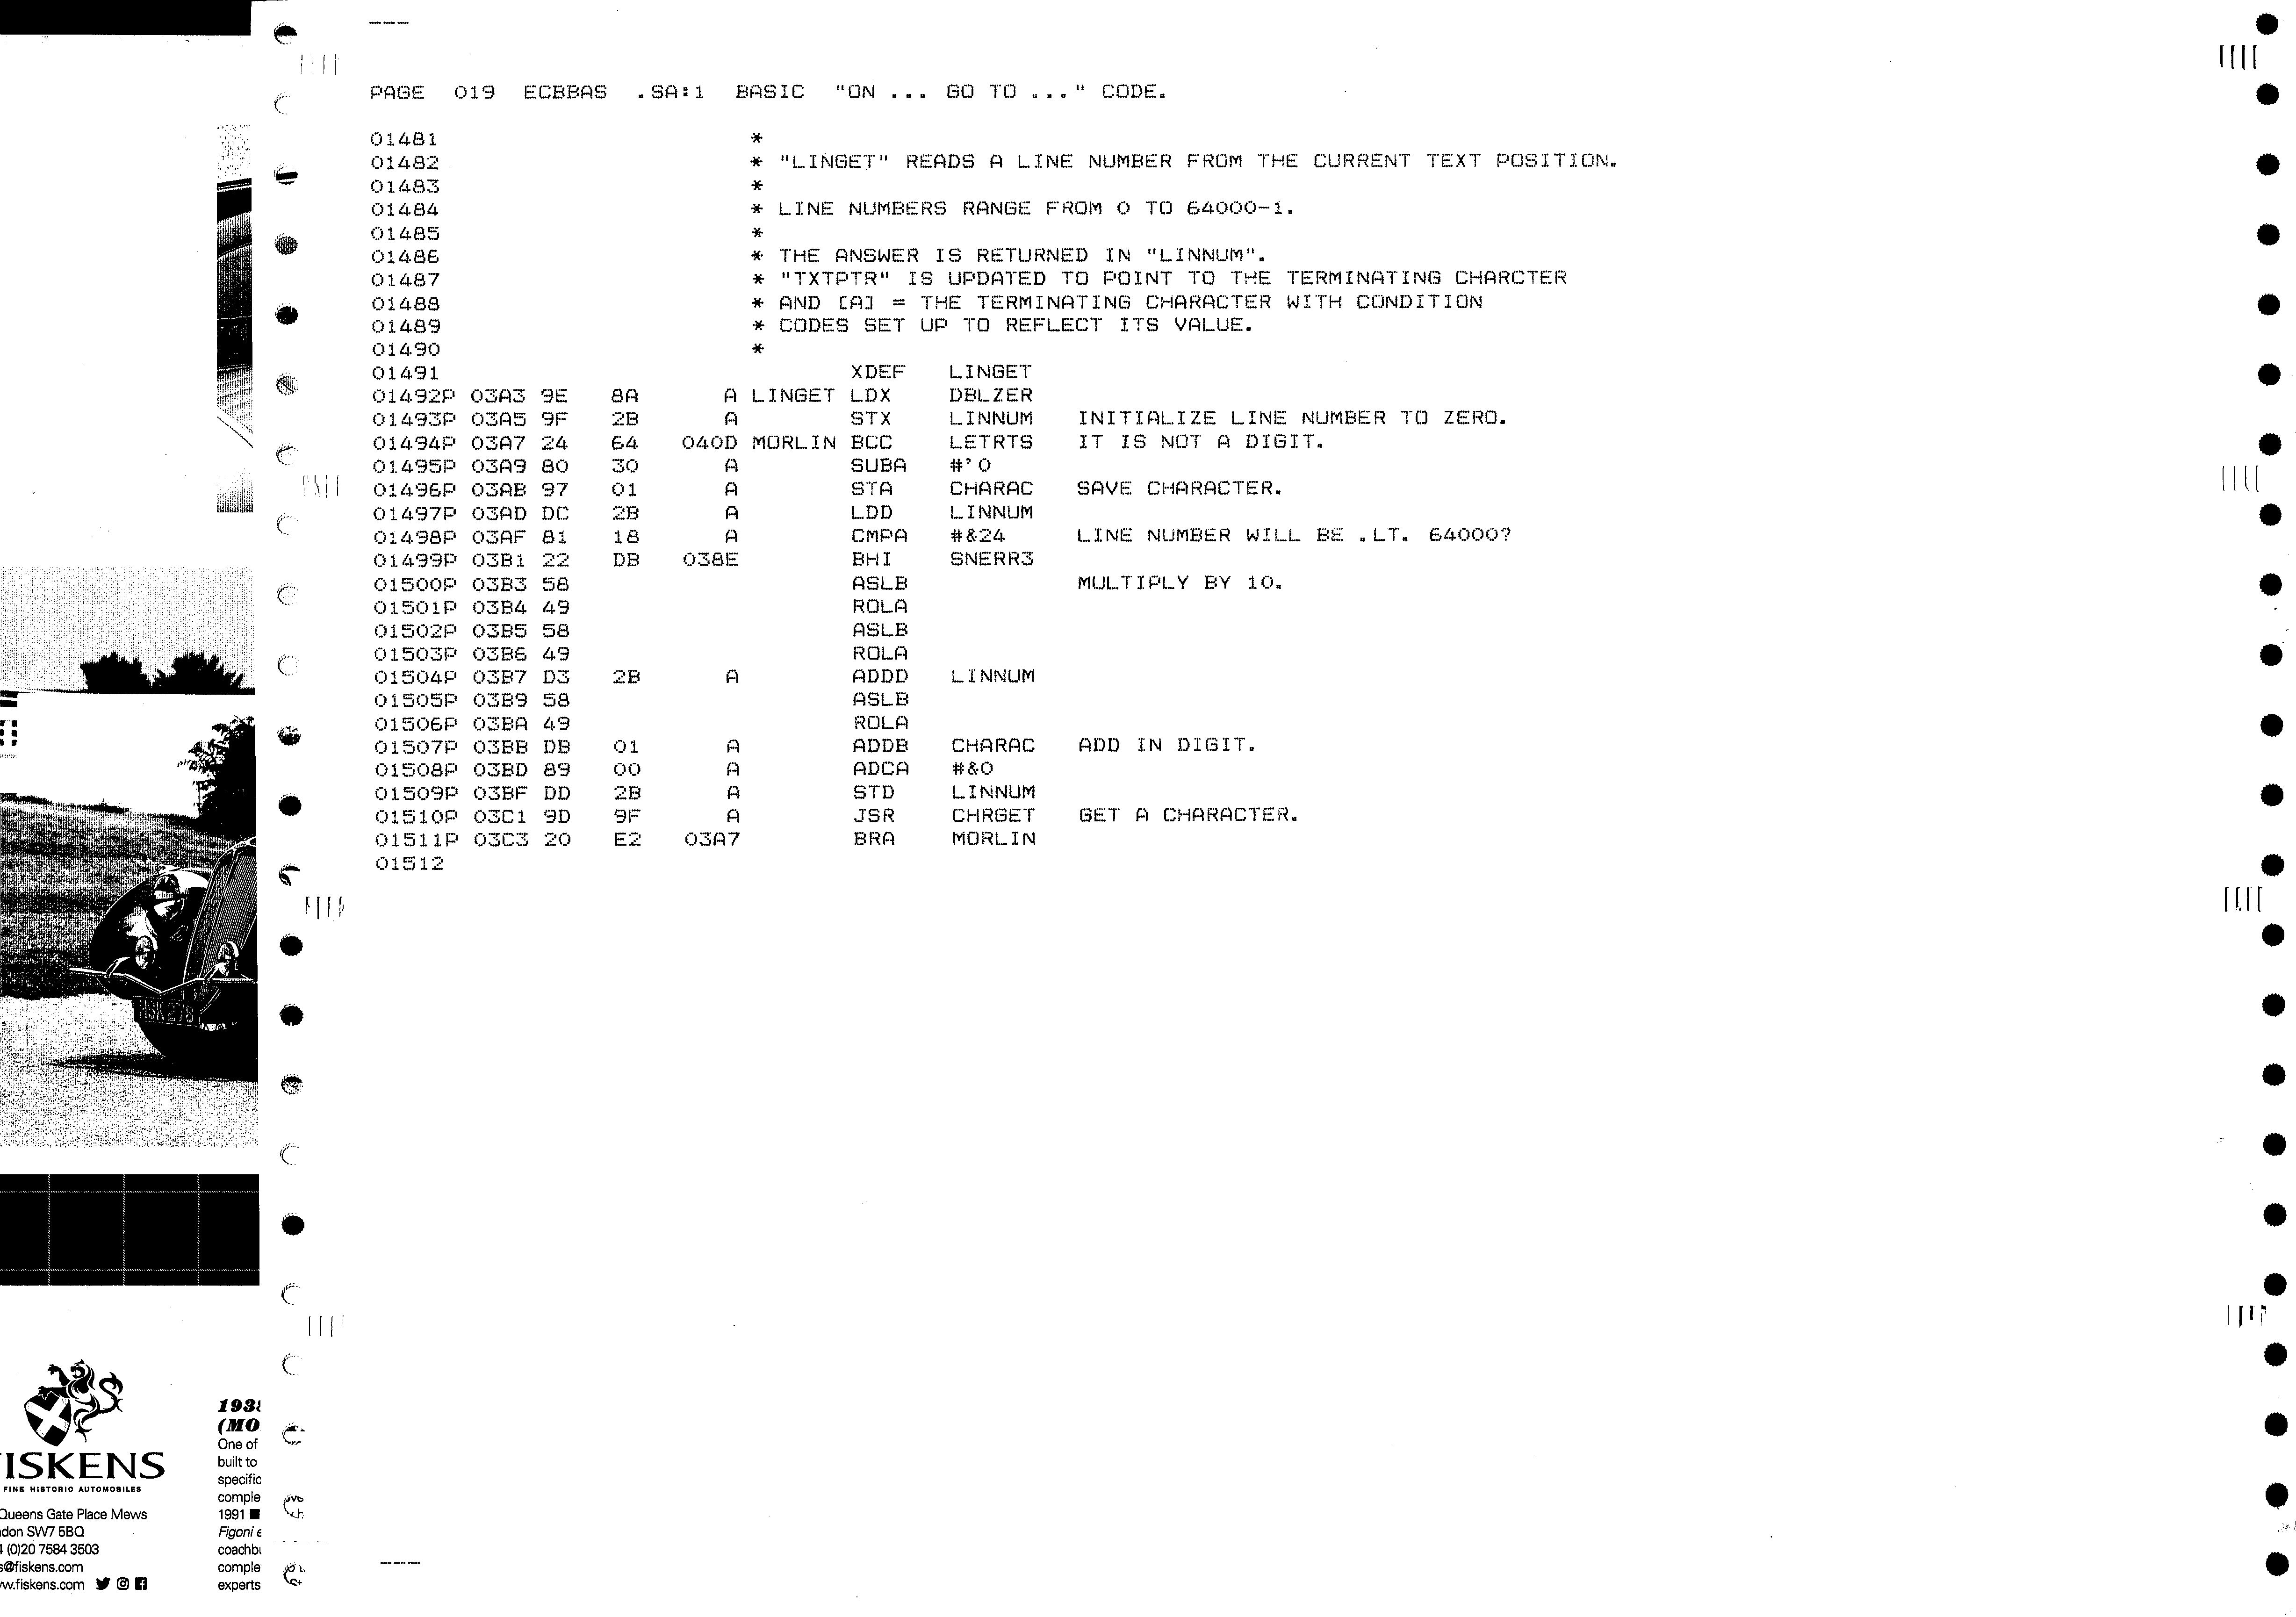 PAGE 019 ECBBAS .SA:1 BASIC "ON ... GO TO ..." CODE.
01481 *
01482 * "LINGET" READS A LINE NUMBER FROM THE CURRENT TEXT POSITION.
01483 *
01484 * LINE NUMBERS RANGE FROM 0 TO 64000-1.
01485 *
01486 * THE ANSWER IS RETURNED IN "LINNUM".
01487 * "TXTPTR" IS UPDATED TO POINT TO THE TERMINATING CHARCTER
01488 * AND [A] = THE TERMINATING CHARACTER WITH CONDITION
01489 * CODES SET UP TO REFLECT ITS VALUE.
01490 *
01491 XDEF LINGET
01492P 03A3 9E 8A A LINGET LDX DBLZER
01493P 03A5 9F 2B A STX LINNUM INITIALIZE LINE NUMBER TO ZERO.
01494P 03A7 24 64 040D MORLIN BCC LETRTS IT IS NOT A DIGIT.
01495P 03A9 80 30 A SUBA #'0
01496P 03AB 97 01 A STA CHARAC SAVE CHARACTER.
01497P 03AD DC 2B A LDD LINNUM
01498P 03AF 81 18 A CMPA #&24 LINE NUMBER WILL BE .LT. 64000?
01499P 03B1 22 DB 038E BHI SNERR3
01500P 03B3 58 ASLB MULTIPLY BY 10.
01501P 03B4 49 ROLA
01502P 03B5 58 ASLB
01503P 03B6 49 ROLA
01504P 03B7 D3 2B A ADDD LINNUM
01505P 03B9 58 ASLB
01506P 03BA 49 ROLA
01507P 03BB DB 01 A ADDB CHARAC ADD IN DIGIT.
01508P 03BD 89 00 A ADCA #&0
01509P 03BF DD 2B A STD LINNUM
01510P 03C1 9D 9F A JSR CHRGET GET A CHARACTER.
01511P 03C3 20 E2 03A7 BRA MORLIN
01512
HSK278
ISKENS
FINE HISTORIC AUTOMOBILES
Queens Gate Place Mews
don SW7 5BQ
(0)20 7584 3503
s@fiskens.com
w.fiskens.com
193
(MO
One of
built to
specific
comple
1991 ■
Figoni e
coachbu
comple
experts